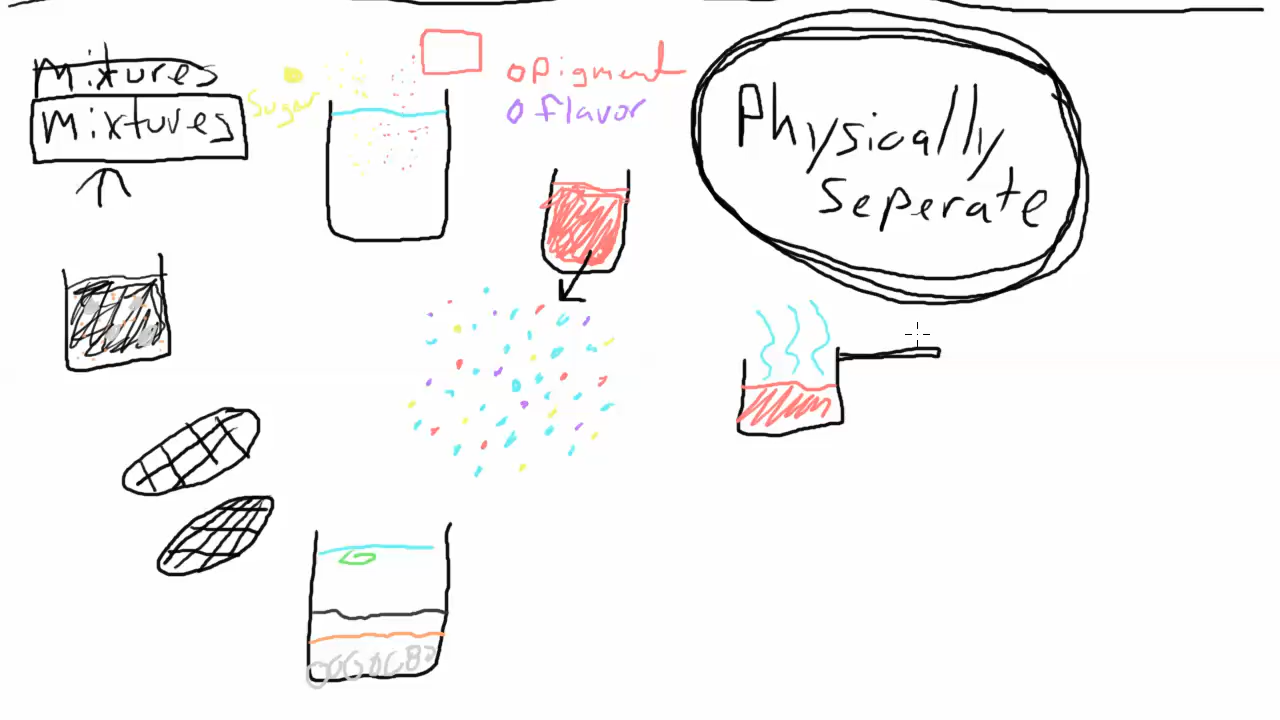 mixtures
mixtures
Sugar
Pigment
flavor
Physically
seperate